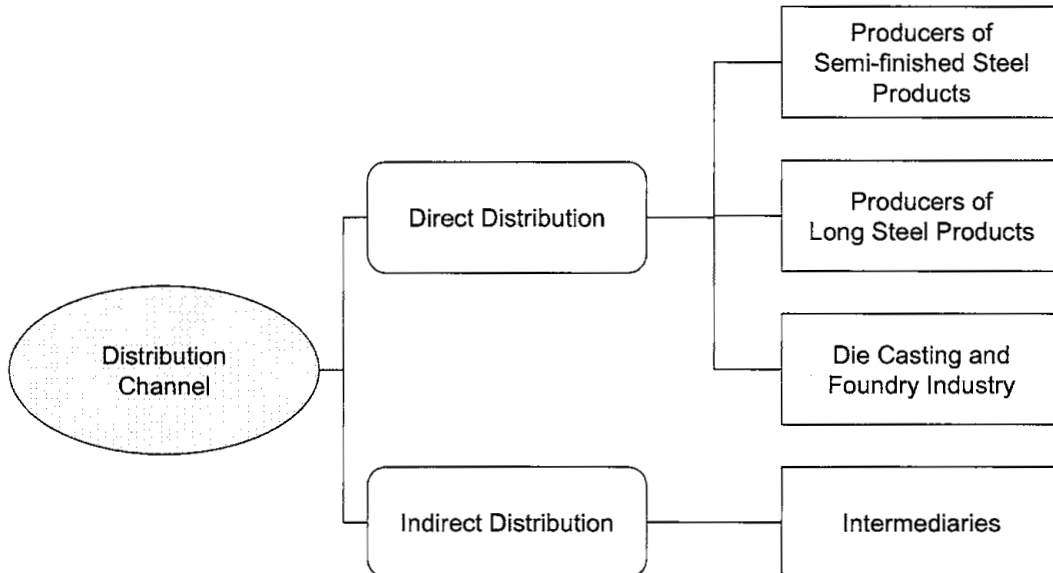 Producers of
Semi-finished Steel
Products
Direct Distribution
Producers of
Long Steel Products
Distribution
Channel
Die Casting and
Foundry Industry
Indirect Distribution
Intermediaries